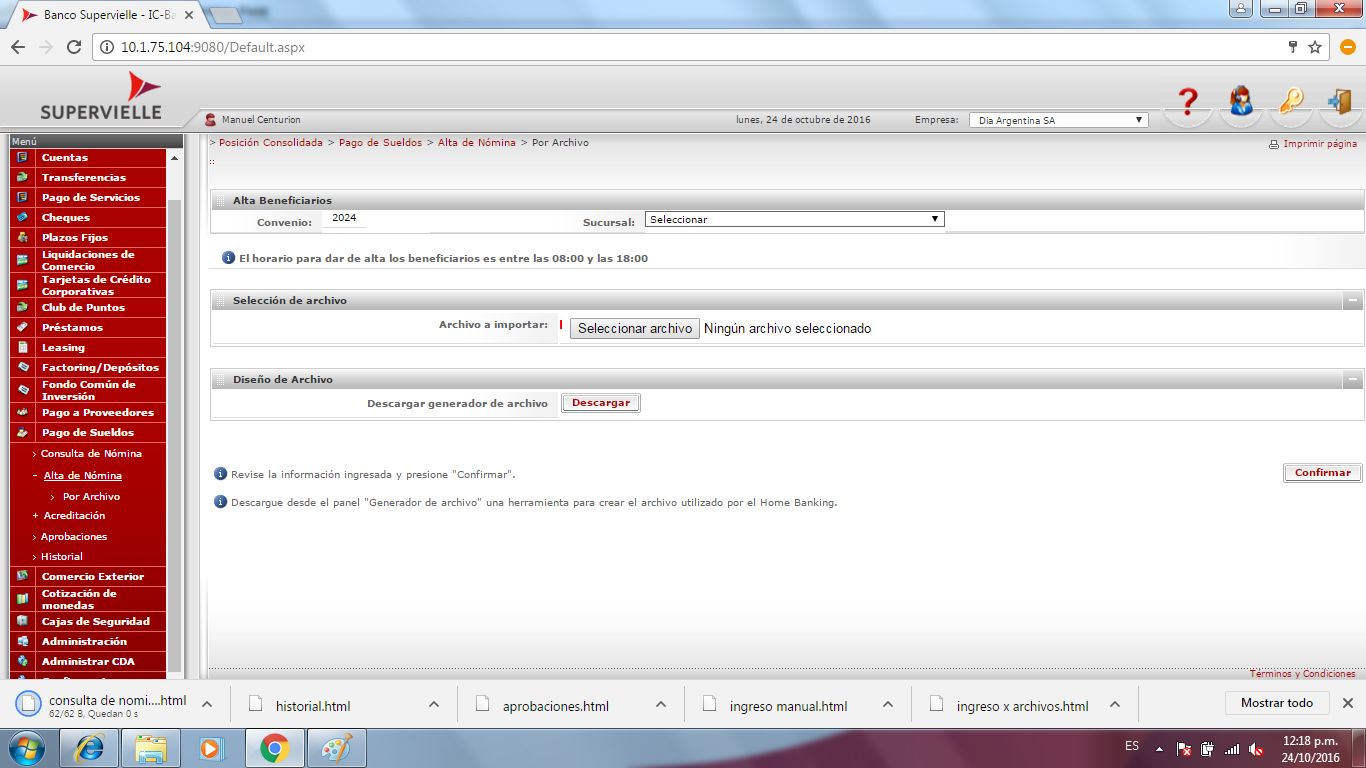 Banco Supervielle - IC-Ba
10.1.75.104:9080/Default.aspx
SUPERVIELLE
Manuel Centurion
lunes, 24 de octubre de 2016
Empresa:
Dia Argentina SA
Menú
Cuentas
Transferencias
Pago de Servicios
Cheques
Plazos Fijos
Liquidaciones de
Comercio
Tarjetas de Crédito
Corporativas
Club de Puntos
Préstamos
Leasing
Factoring/Depósitos
Fondo Común de
Inversión
Pago a Proveedores
Pago de Sueldos
> Consulta de Nómina
- Alta de Nómina
> Por Archivo
+ Acreditación
> Aprobaciones
> Historial
Comercio Exterior
Cotización de
monedas
Cajas de Seguridad
Administración
Administrar CDA
> Posición Consolidada > Pago de Sueldos > Alta de Nómina > Por Archivo
Imprimir página
::
Alta Beneficiarios
Convenio: 2024
Sucursal: Seleccionar
El horario para dar de alta los beneficiarios es entre las 08:00 y las 18:00
Selección de archivo
Archivo a importar: Seleccionar archivo Ningún archivo seleccionado
Diseño de Archivo
Descargar generador de archivo Descargar
Revise la información ingresada y presione "Confirmar".
Confirmar
Descargue desde el panel "Generador de archivo" una herramienta para crear el archivo utilizado por el Home Banking.
Términos y Condiciones
consulta de nomi....html
62/62 B, Quedan 0 s
historial.html
aprobaciones.html
ingreso manual.html
ingreso x archivos.html
Mostrar todo
ES
12:18 p.m.
24/10/2016